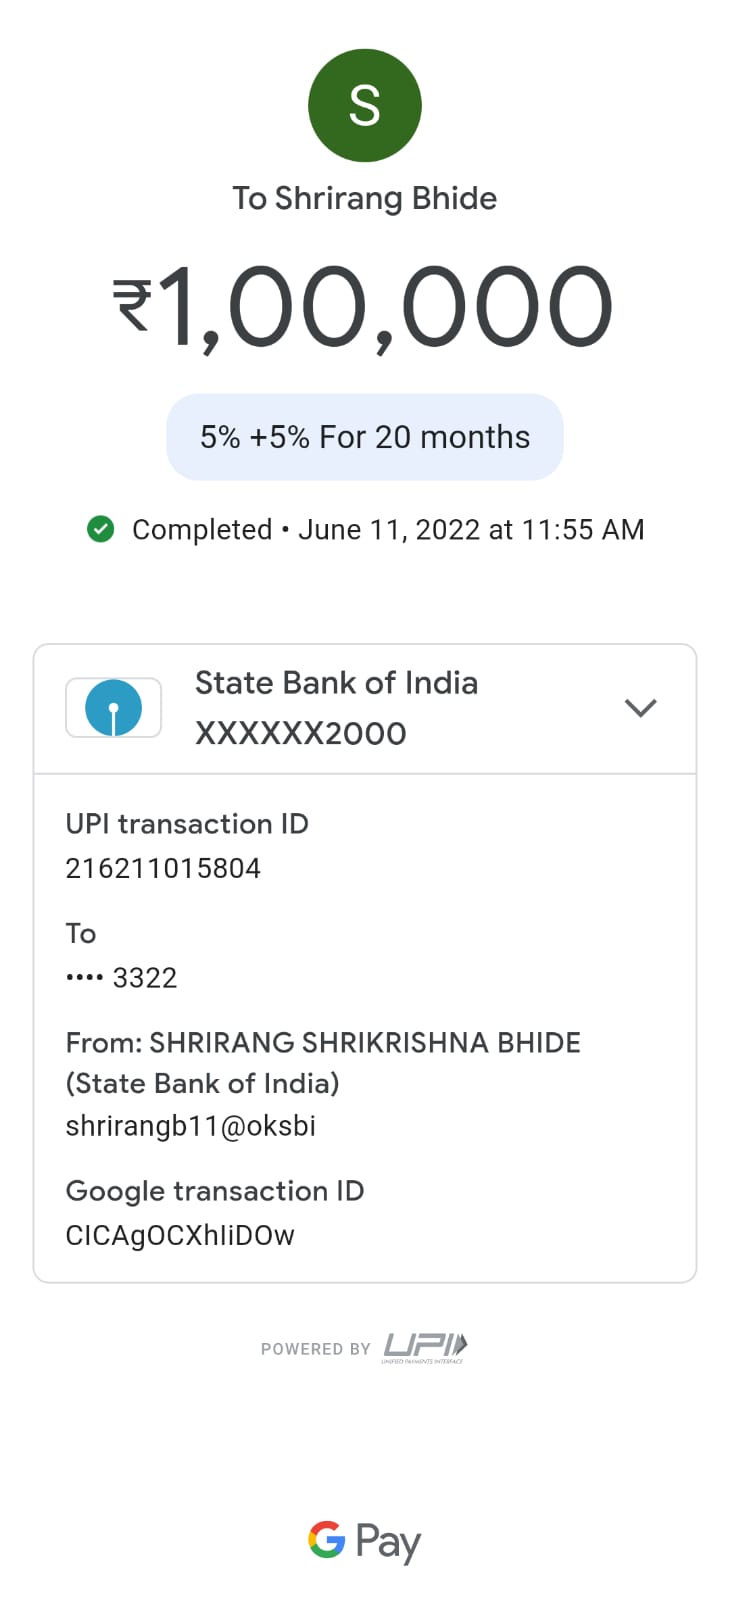 S
To Shrirang Bhide
₹1,00,000
5% +5% For 20 months
Completed • June 11, 2022 at 11:55 AM
State Bank of India
XXXXXX2000
UPI transaction ID
216211015804
To
•••• 3322
From: SHRIRANG SHRIKRISHNA BHIDE
(State Bank of India)
shrirangb11@oksbi
Google transaction ID
CICAgOCXhIiDOw
POWERED BY UPI
UNIFIED PAYMENTS INTERFACE
G Pay